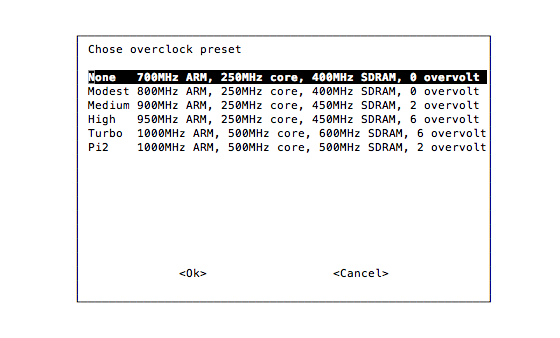 Chose overclock preset
None 700MHz ARM, 250MHz core, 400MHz SDRAM, 0 overvolt
Modest 800MHz ARM, 250MHz core, 400MHz SDRAM, 0 overvolt
Medium 900MHz ARM, 250MHz core, 450MHz SDRAM, 2 overvolt
High 950MHz ARM, 250MHz core, 450MHz SDRAM, 6 overvolt
Turbo 1000MHz ARM, 500MHz core, 600MHz SDRAM, 6 overvolt
Pi2 1000MHz ARM, 500MHz core, 500MHz SDRAM, 2 overvolt
<Ok> <Cancel>